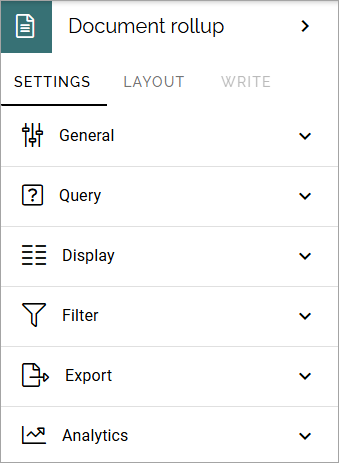 Document rollup
SETTINGS LAYOUT WRITE
General
Query
Display
Filter
Export
Analytics